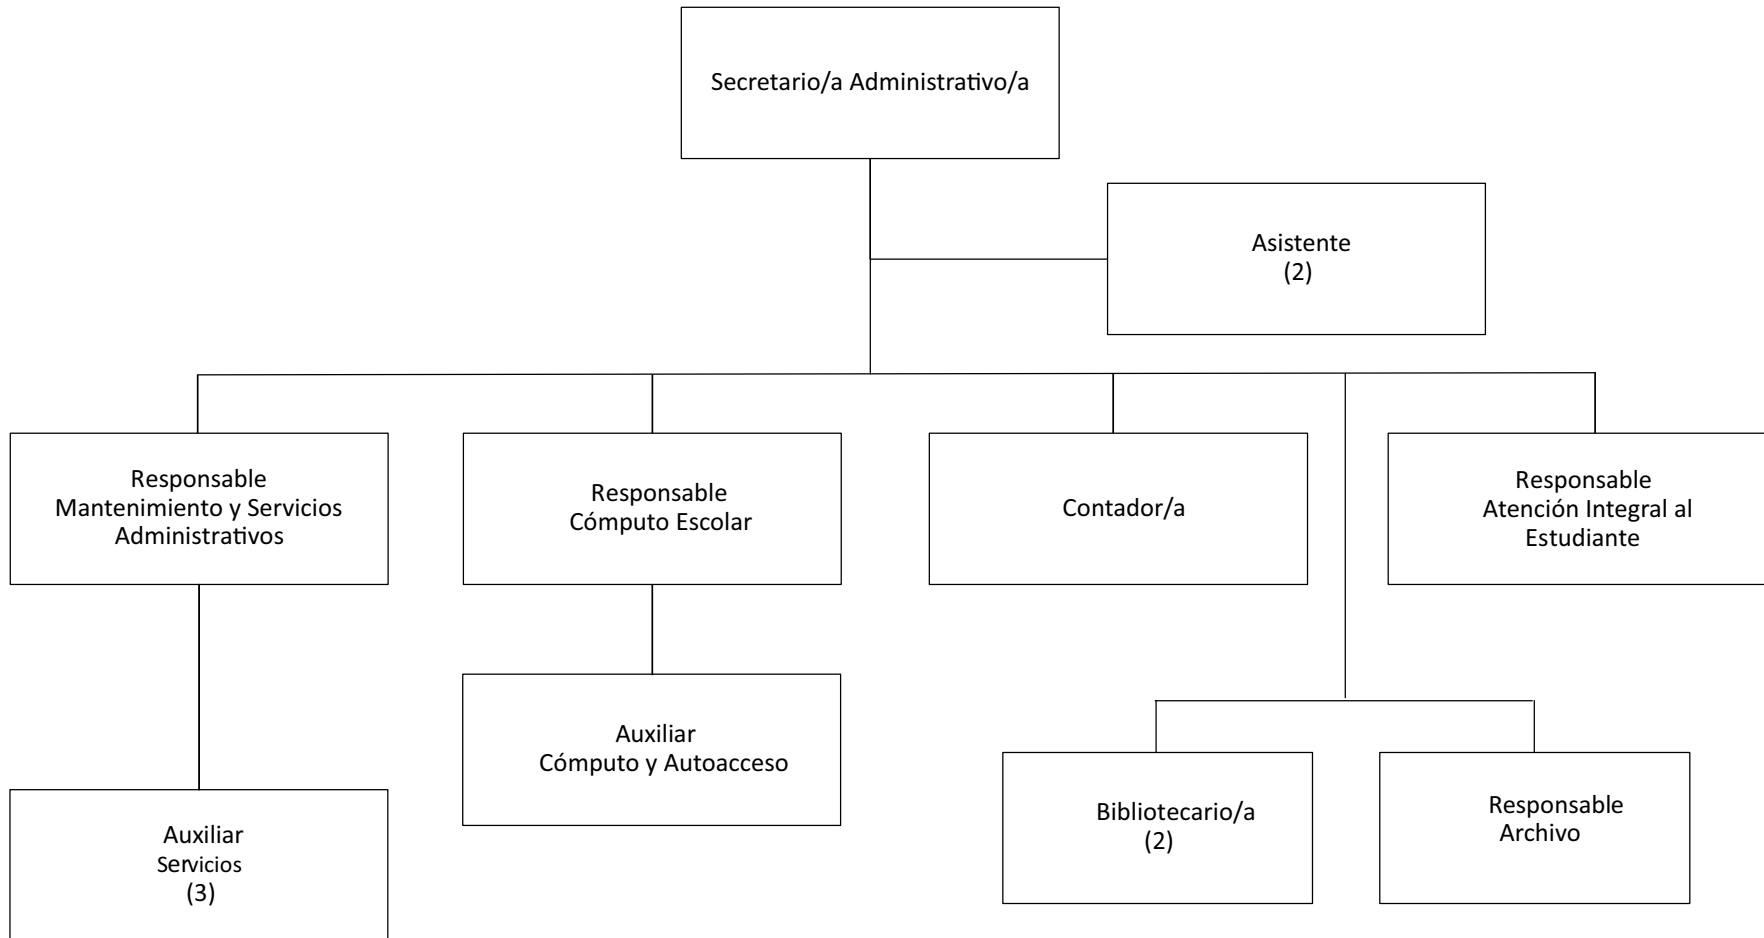 Secretario/a Administrativo/a
Asistente
(2)
Responsable
Mantenimiento y Servicios
Administrativos
Responsable
Cómputo Escolar
Contador/a
Responsable
Atención Integral al
Estudiante
Auxiliar
Cómputo y Autoacceso
Auxiliar
Servicios
(3)
Bibliotecario/a
(2)
Responsable
Archivo